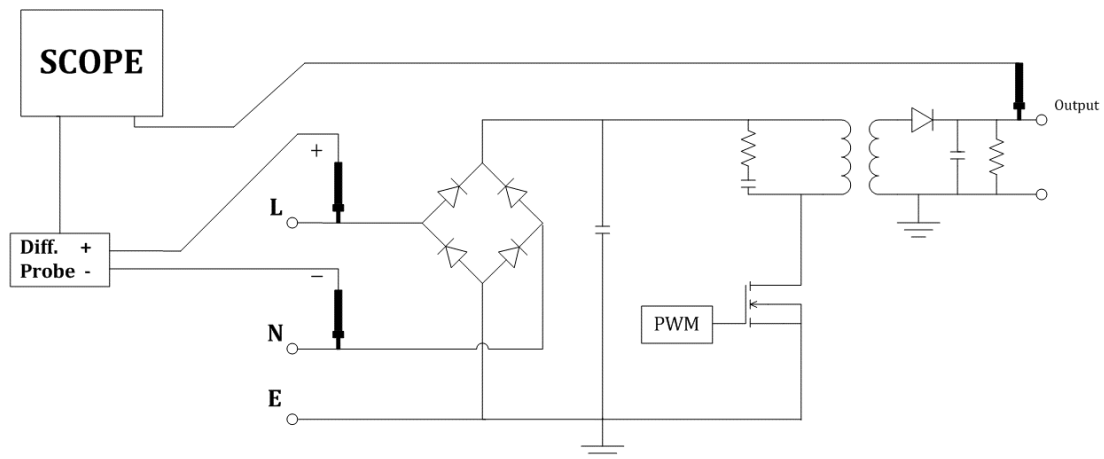 SCOPE
Output
+
L
Diff. +
Probe -
−
N
PWM
E